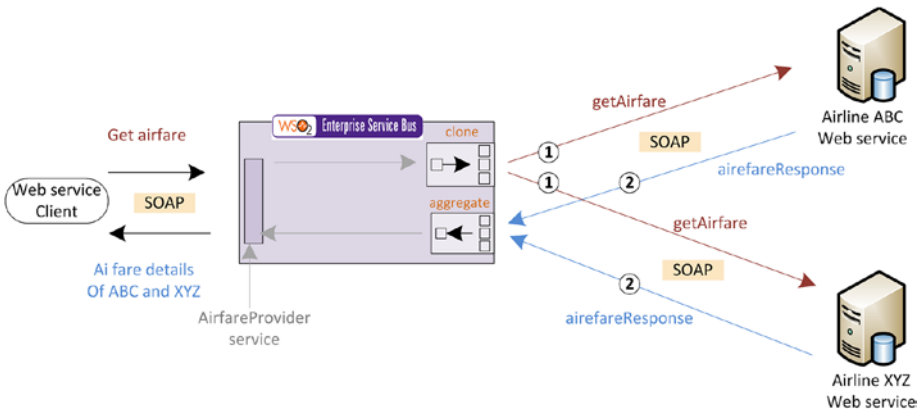 Get airfare
SOAP
Web service
Client
Ai fare details
Of ABC and XYZ
WSO2 Enterprise Service Bus
clone
aggregate
AirfareProvider
service
getAirfare
1
SOAP
1
2
airefareResponse
getAirfare
SOAP
2
airefareResponse
Airline ABC
Web service
Airline XYZ
Web service